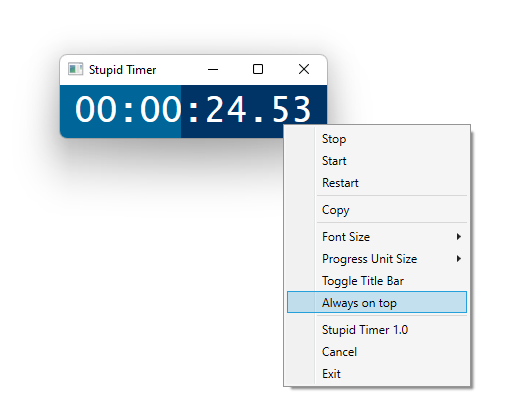 Stupid Timer
00:00:24.53
Stop
Start
Restart
Copy
Font Size
Progress Unit Size
Toggle Title Bar
Always on top
Stupid Timer 1.0
Cancel
Exit